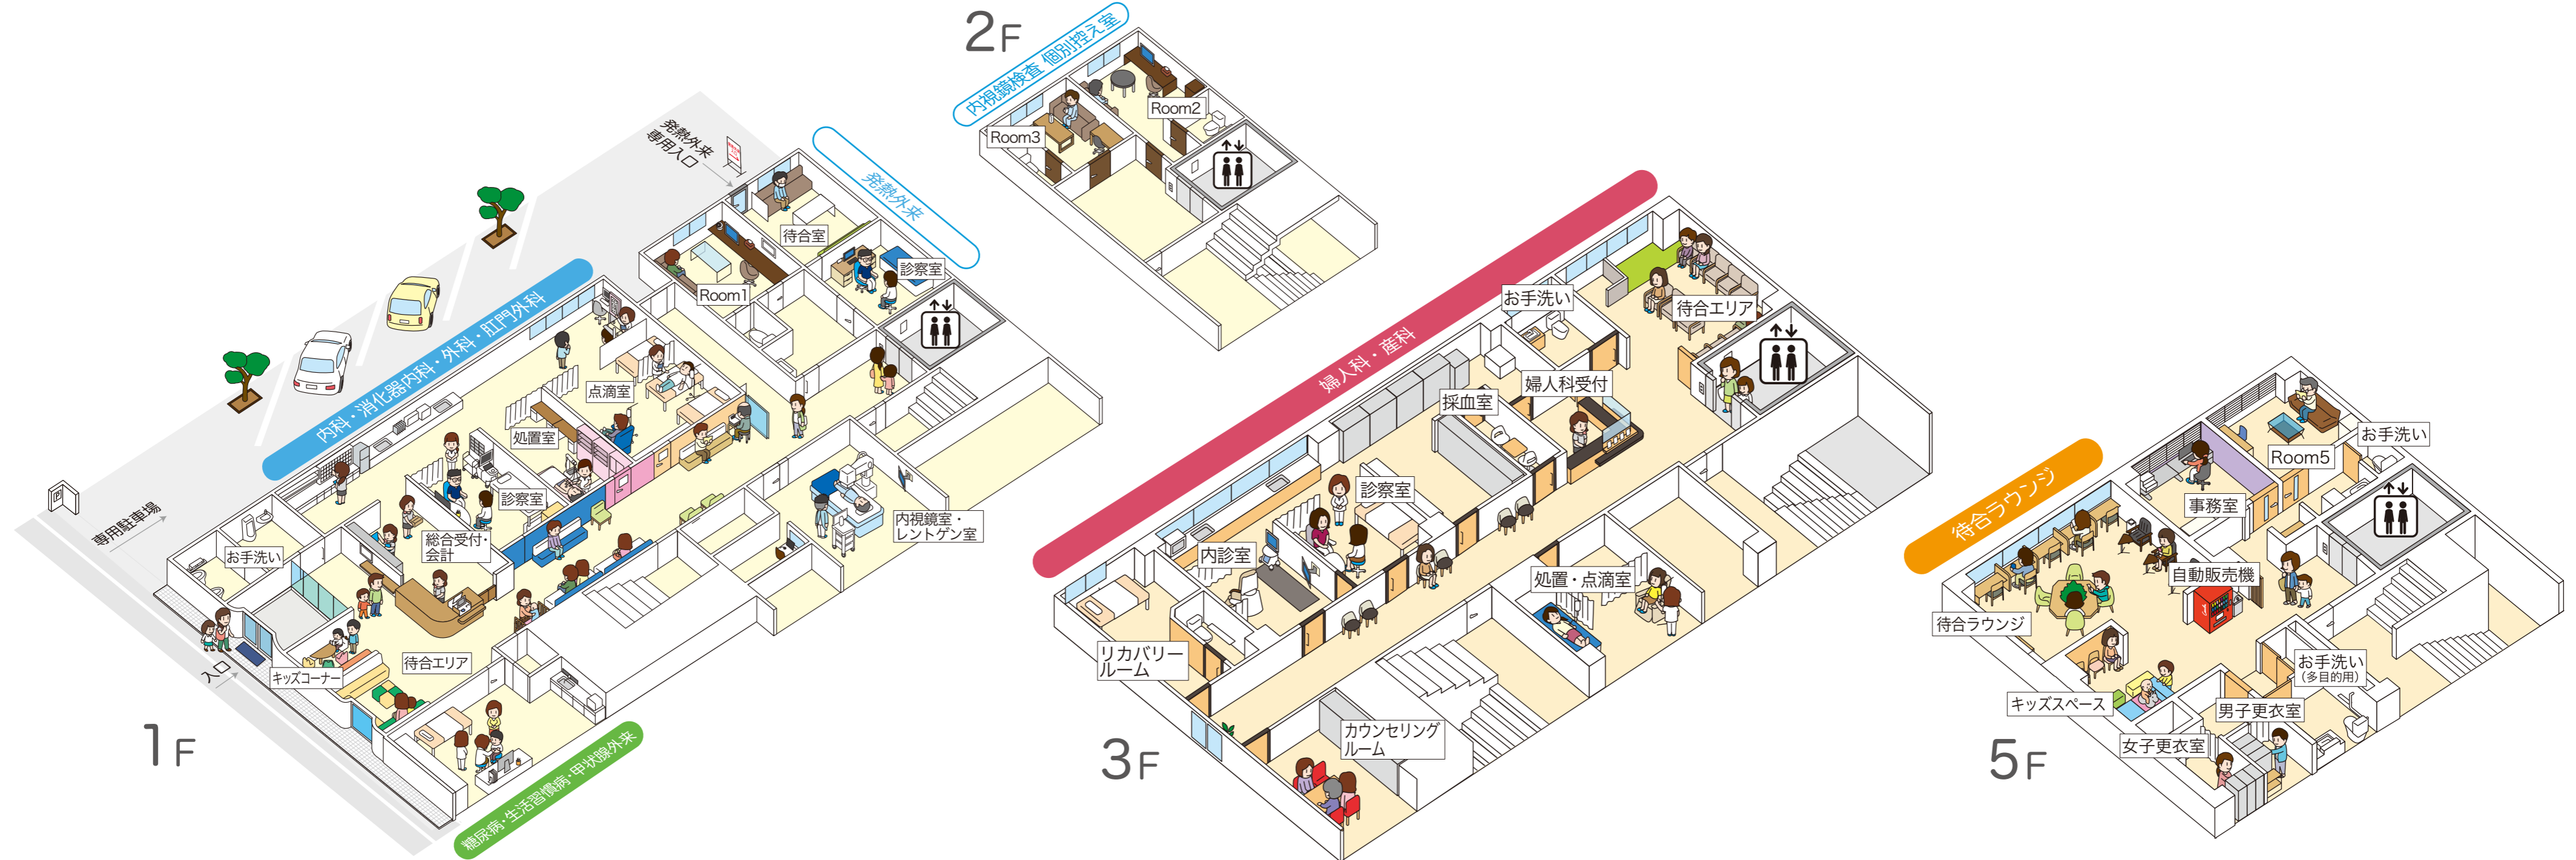 1F
発熱外来
専用入口
発熱外来
待合室
診察室
Room1
内科・消化器内科・外科・肛門外科
点滴室
処置室
診察室
総合受付・
会計
内視鏡室・
レントゲン室
お手洗い
専用駐車場
入口
キッズコーナー
待合エリア
糖尿病・生活習慣病・甲状腺外来
2F
内視鏡検査 個別控え室
Room2
Room3
3F
婦人科・産科
お手洗い
待合エリア
婦人科受付
採血室
診察室
内診室
処置・点滴室
リカバリー
ルーム
カウンセリング
ルーム
5F
待合ラウンジ
お手洗い
Room5
事務室
自動販売機
待合ラウンジ
お手洗い
(多目的用)
キッズスペース
男子更衣室
女子更衣室